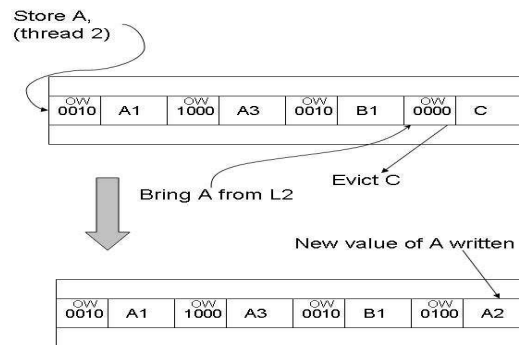 Store A,
(thread 2)
OW OW OW OW
0010 A1 1000 A3 0010 B1 0000 C
Evict C
Bring A from L2
New value of A written
OW OW OW OW
0010 A1 1000 A3 0010 B1 0100 A2